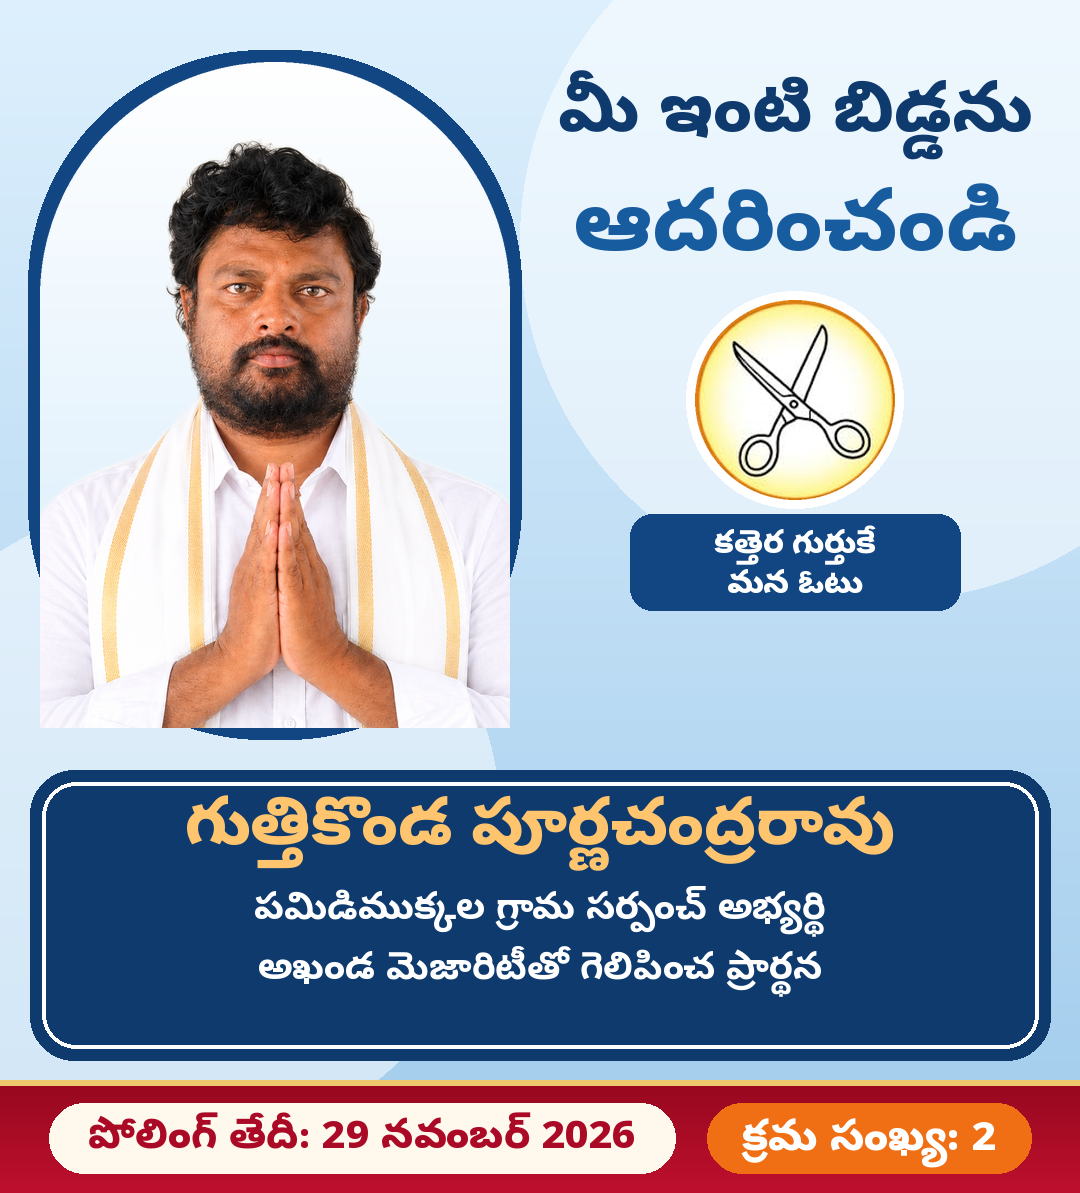 మీ ఇంటి బిడ్డను
ఆదరించండి
కత్తెర గుర్తుకే
మన ఓటు
గుత్తికొండ పూర్ణచంద్రరావు
పమిడిముక్కల గ్రామ సర్పంచ్ అభ్యర్థి
అఖండ మెజారిటీతో గెలిపించ ప్రార్థన
పోలింగ్ తేదీ: 29 నవంబర్ 2026
క్రమ సంఖ్య: 2